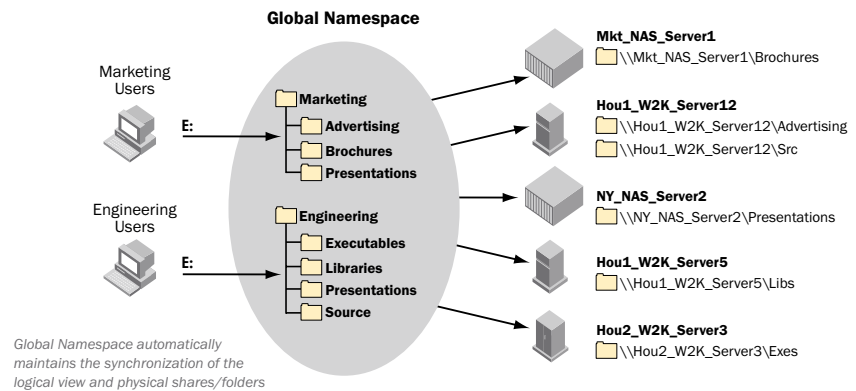 Global Namespace
Marketing
Users
E:
Engineering
Users
E:
Marketing
Advertising
Brochures
Presentations
Engineering
Executables
Libraries
Presentations
Source
Mkt_NAS_Server1
\\Mkt_NAS_Server1\Brochures
Hou1_W2K_Server12
\\Hou1_W2K_Server12\Advertising
\\Hou1_W2K_Server12\Src
NY_NAS_Server2
\\NY_NAS_Server2\Presentations
Hou1_W2K_Server5
\\Hou1_W2K_Server5\Libs
Hou2_W2K_Server3
\\Hou2_W2K_Server3\Exes
Global Namespace automatically
maintains the synchronization of the
logical view and physical shares/folders